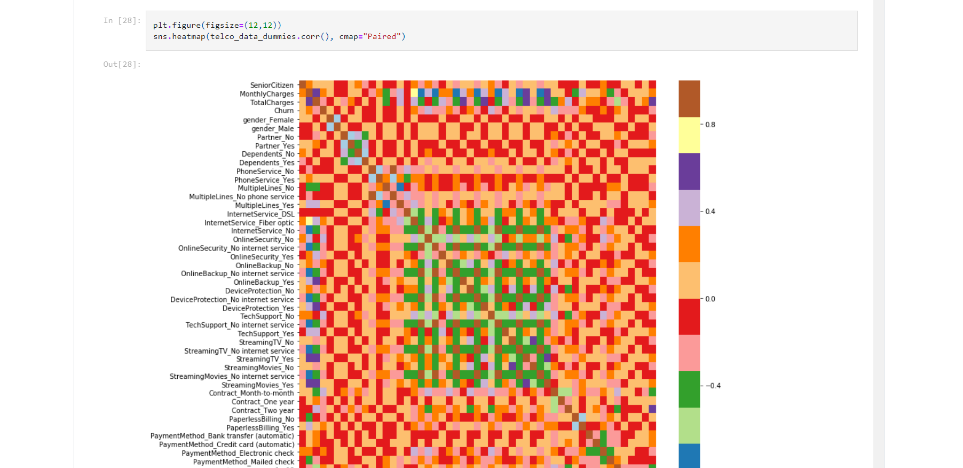 In [28]:
plt.figure(figsize=(12,12))
sns.heatmap(telco_data_dummies.corr(), cmap="Paired")
Out[28]:
SeniorCitizen
MonthlyCharges
TotalCharges
Churn
gender_Female
gender_Male
Partner_No
Partner_Yes
Dependents_No
Dependents_Yes
PhoneService_No
PhoneService_Yes
MultipleLines_No
MultipleLines_No phone service
MultipleLines_Yes
InternetService_DSL
InternetService_Fiber optic
InternetService_No
OnlineSecurity_No
OnlineSecurity_No internet service
OnlineSecurity_Yes
OnlineBackup_No
OnlineBackup_No internet service
OnlineBackup_Yes
DeviceProtection_No
DeviceProtection_No internet service
DeviceProtection_Yes
TechSupport_No
TechSupport_No internet service
TechSupport_Yes
StreamingTV_No
StreamingTV_No internet service
StreamingTV_Yes
StreamingMovies_No
StreamingMovies_No internet service
StreamingMovies_Yes
Contract_Month-to-month
Contract_One year
Contract_Two year
PaperlessBilling_No
PaperlessBilling_Yes
PaymentMethod_Bank transfer (automatic)
PaymentMethod_Credit card (automatic)
PaymentMethod_Electronic check
PaymentMethod_Mailed check
0.8
0.4
0.0
−0.4